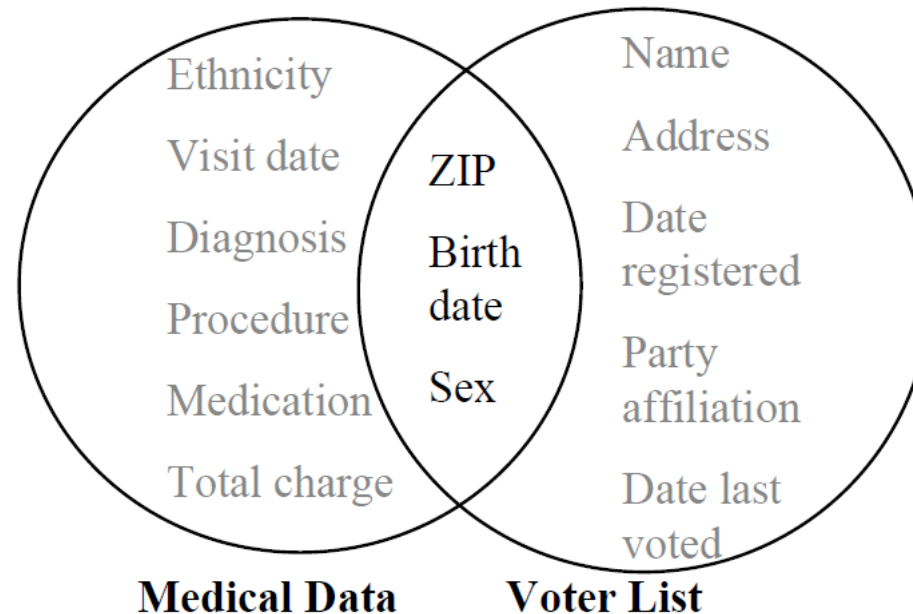 Ethnicity
Visit date
Diagnosis
Procedure
Medication
Total charge
ZIP
Birth
date
Sex
Name
Address
Date
registered
Party
affiliation
Date last
voted
Medical Data
Voter List